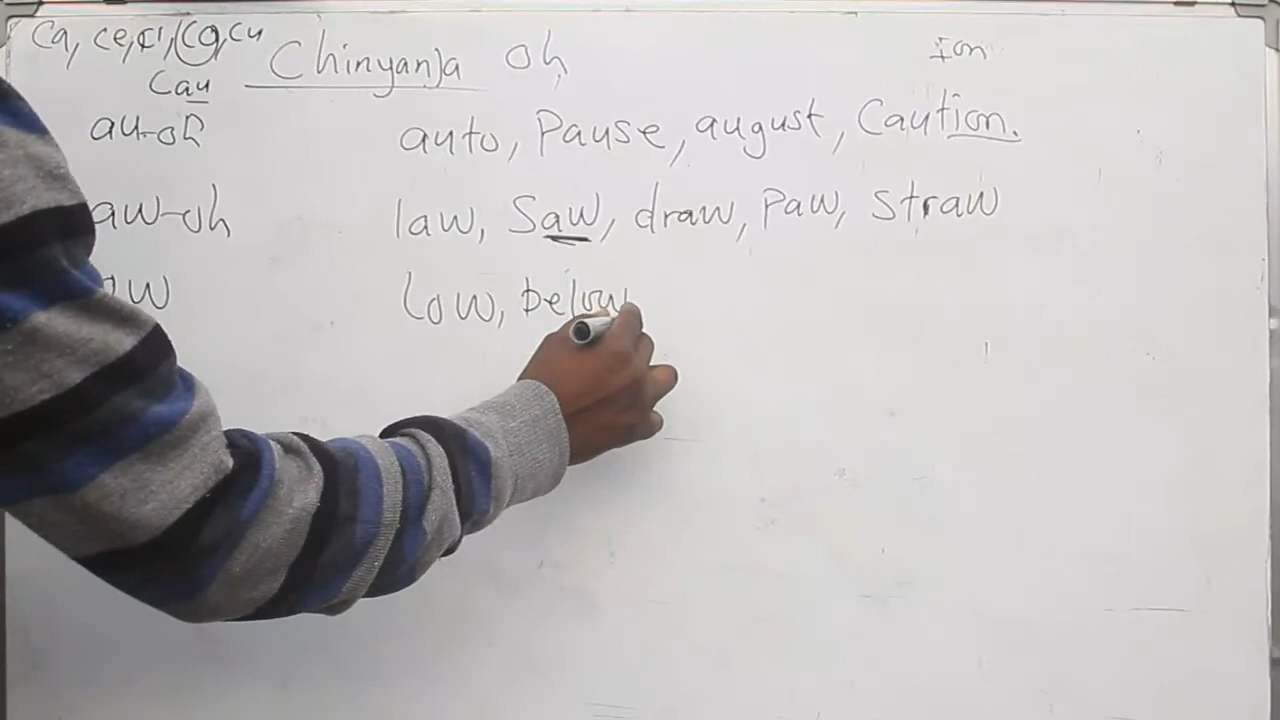 Ca, ce, ci, Co, Cu Chinyanja oh ion
Cau
au-oh auto, Pause, august, Caution.
aw-oh law, Saw, draw, Paw, straw
ow low, below